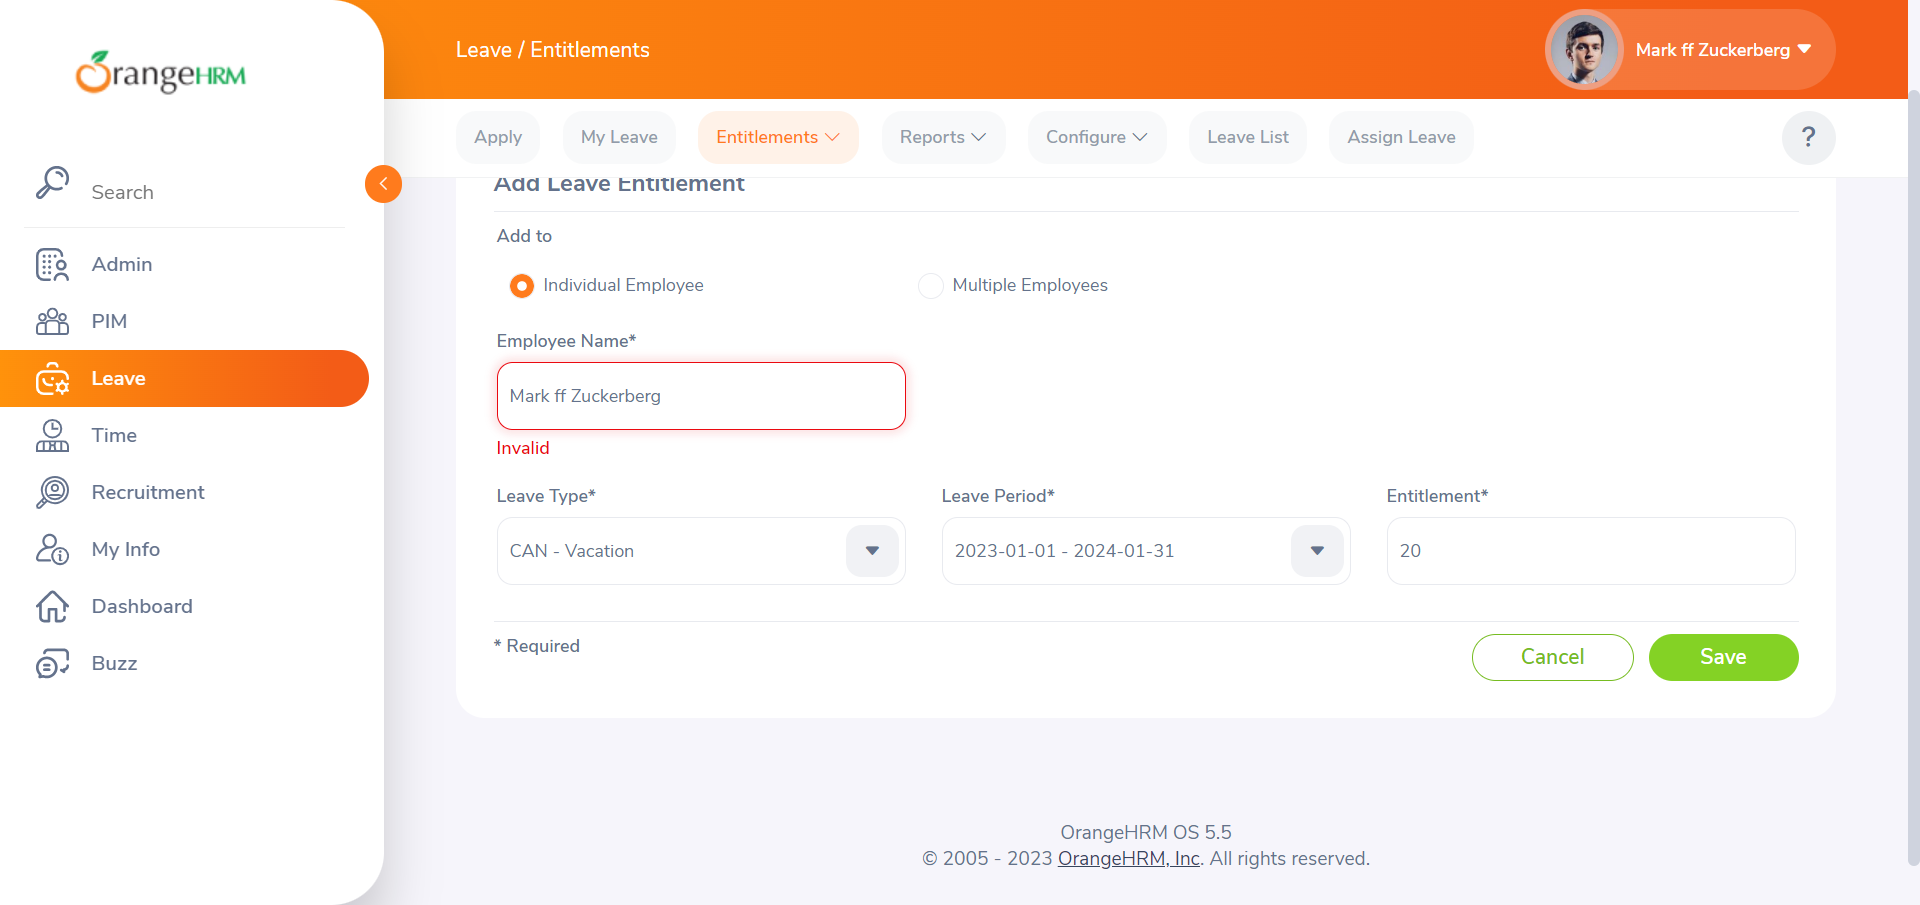 OrangeHRM
Leave / Entitlements
Mark ff Zuckerberg
Apply
My Leave
Entitlements
Reports
Configure
Leave List
Assign Leave
?
Search
Admin
PIM
Leave
Time
Recruitment
My Info
Dashboard
Buzz
Add Leave Entitlement
Add to
Individual Employee
Multiple Employees
Employee Name*
Mark ff Zuckerberg
Invalid
Leave Type*
Leave Period*
Entitlement*
CAN - Vacation
2023-01-01 - 2024-01-31
20
* Required
Cancel
Save
OrangeHRM OS 5.5
© 2005 - 2023 OrangeHRM, Inc. All rights reserved.